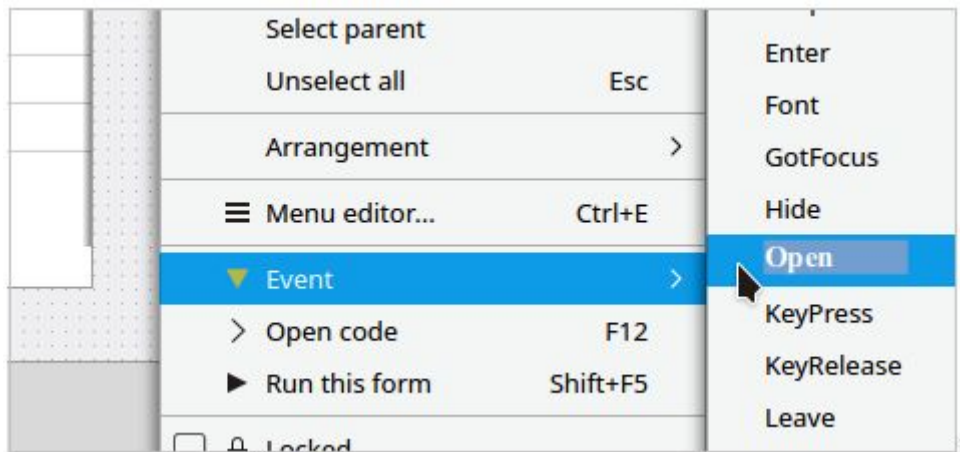 Select parent
Unselect all Esc
Arrangement
Menu editor... Ctrl+E
Event
Open code F12
Run this form Shift+F5
Locked
Enter
Font
GotFocus
Hide
Open
KeyPress
KeyRelease
Leave